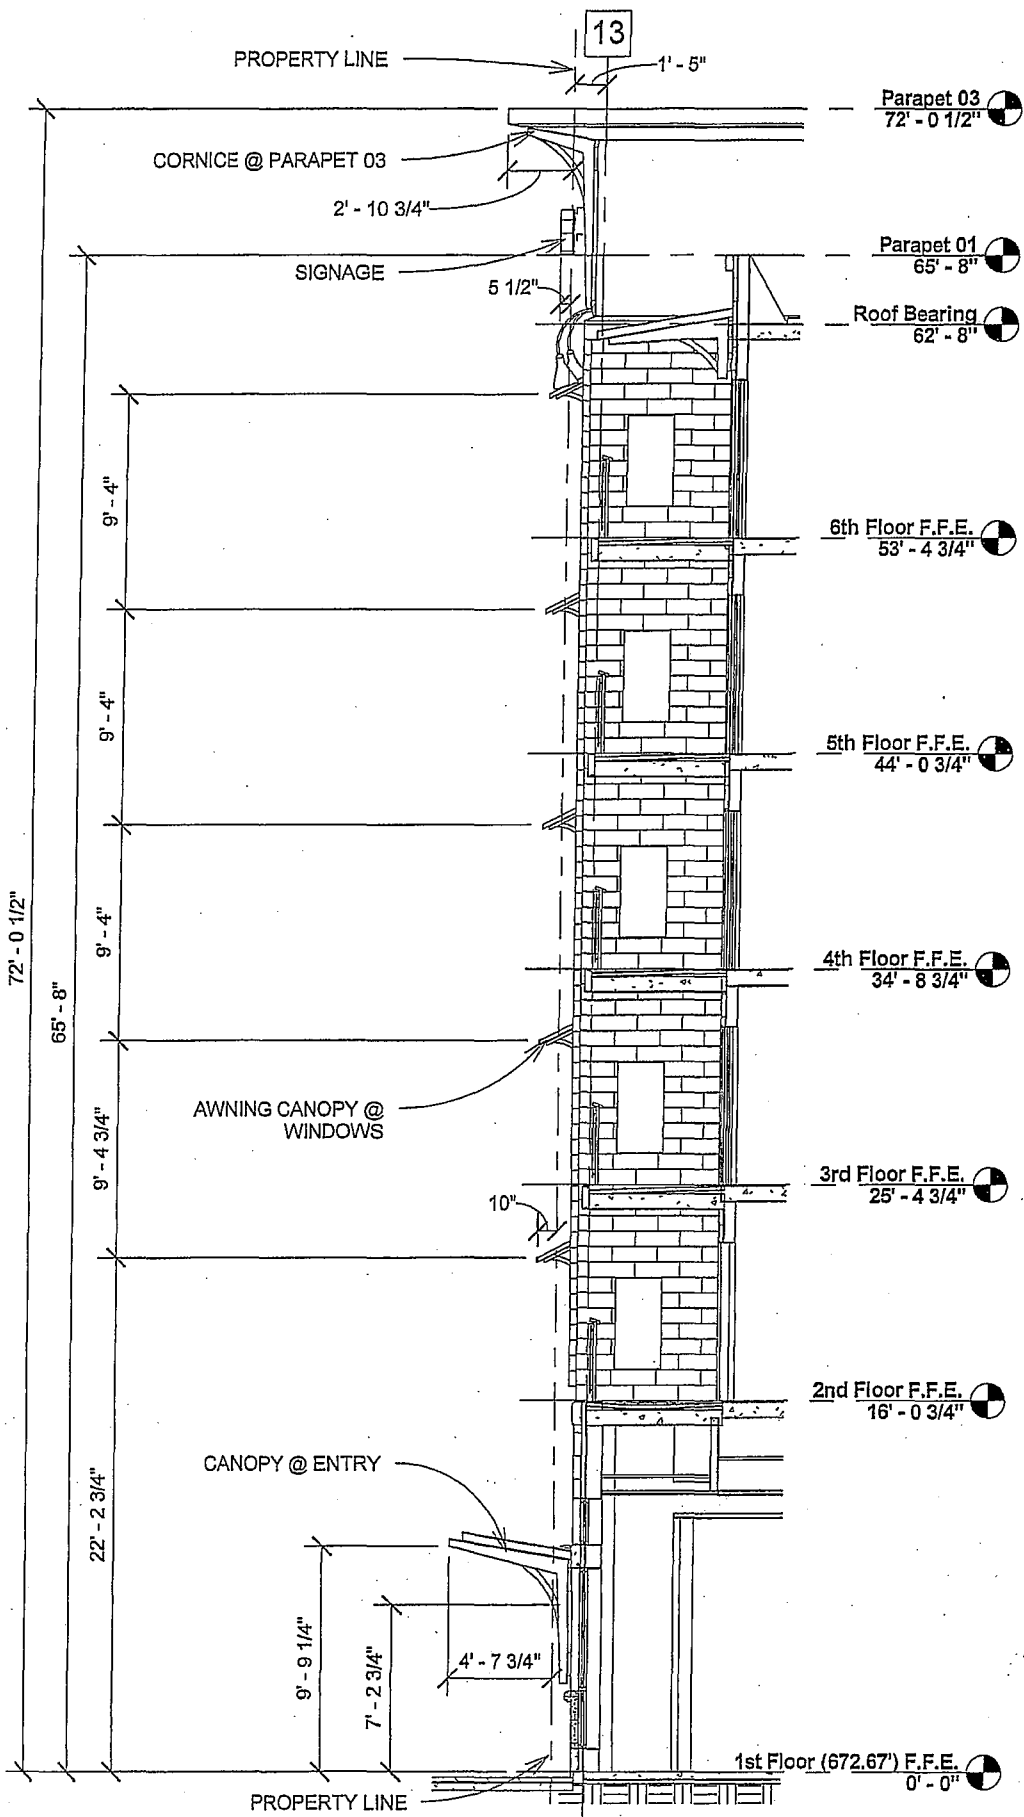 13
PROPERTY LINE
1' - 5"
Parapet 03
72' - 0 1/2"
CORNICE @ PARAPET 03
2' - 10 3/4"
Parapet 01
65' - 8"
SIGNAGE
5 1/2"
Roof Bearing
62' - 8"
9' - 4"
6th Floor F.F.E.
53' - 4 3/4"
9' - 4"
5th Floor F.F.E.
44' - 0 3/4"
72' - 0 1/2"
65' - 8"
9' - 4"
4th Floor F.F.E.
34' - 8 3/4"
AWNING CANOPY @
WINDOWS
9' - 4 3/4"
3rd Floor F.F.E.
25' - 4 3/4"
10"
2nd Floor F.F.E.
16' - 0 3/4"
CANOPY @ ENTRY
22' - 2 3/4"
9' - 9 1/4"
7' - 2 3/4"
4' - 7 3/4"
1st Floor (672.67') F.F.E.
0' - 0"
PROPERTY LINE